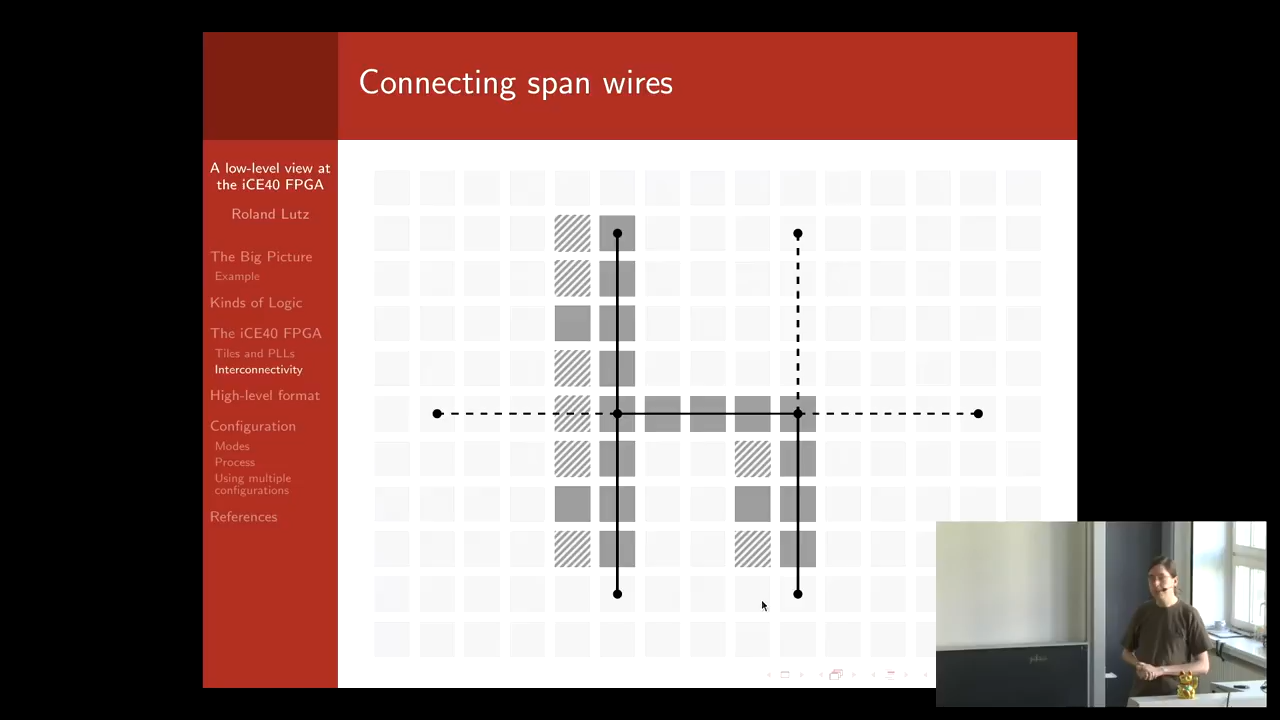 Connecting span wires
A low-level view at
the iCE40 FPGA
Roland Lutz
The Big Picture
Example
Kinds of Logic
The iCE40 FPGA
Tiles and PLLs
Interconnectivity
High-level format
Configuration
Modes
Process
Using multiple
configurations
References